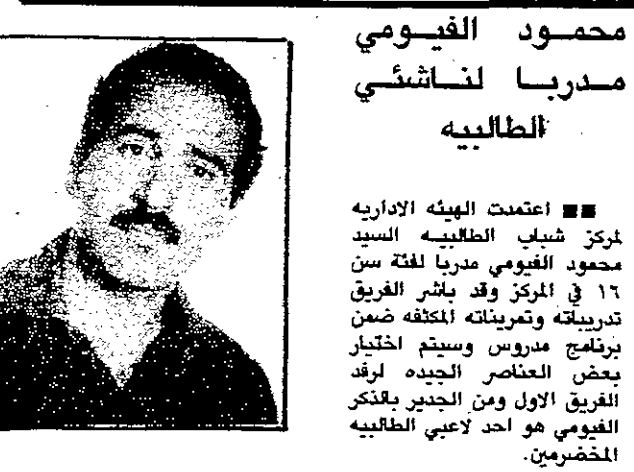 محمود الفيومي
مدربا لناشئي
الطالبيه
اعتمدت الهيئه الاداريه
لمركز شباب الطالبيه السيد
محمود الفيومي مدربا لفئة سن
١٦ في المركز وقد باشر الفريق
تدريباته وتمريناته المكثفه ضمن
برنامج مدروس وسيتم اختيار
بعض العناصر الجيده لرفد
الفريق الاول ومن الجدير بالذكر
الفيومي هو احد لاعبي الطالبيه
المخضرمين.